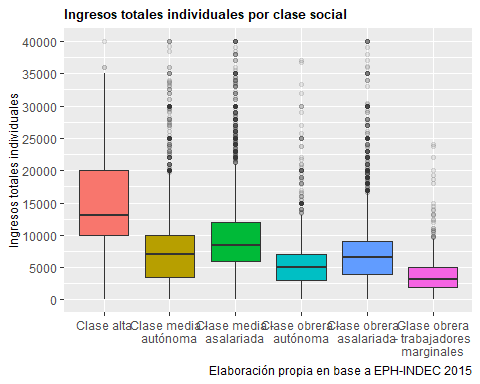 Ingresos totales individuales por clase social
Ingresos totales individuales
40000
35000
30000
25000
20000
15000
10000
5000
0
Clase alta
Clase media -
autónoma
Clase media -
asalariada
Clase obrera -
autónoma
Clase obrera -
asalariada
Clase obrera
- trabajadores
marginales
Elaboración propia en base a EPH-INDEC 2015